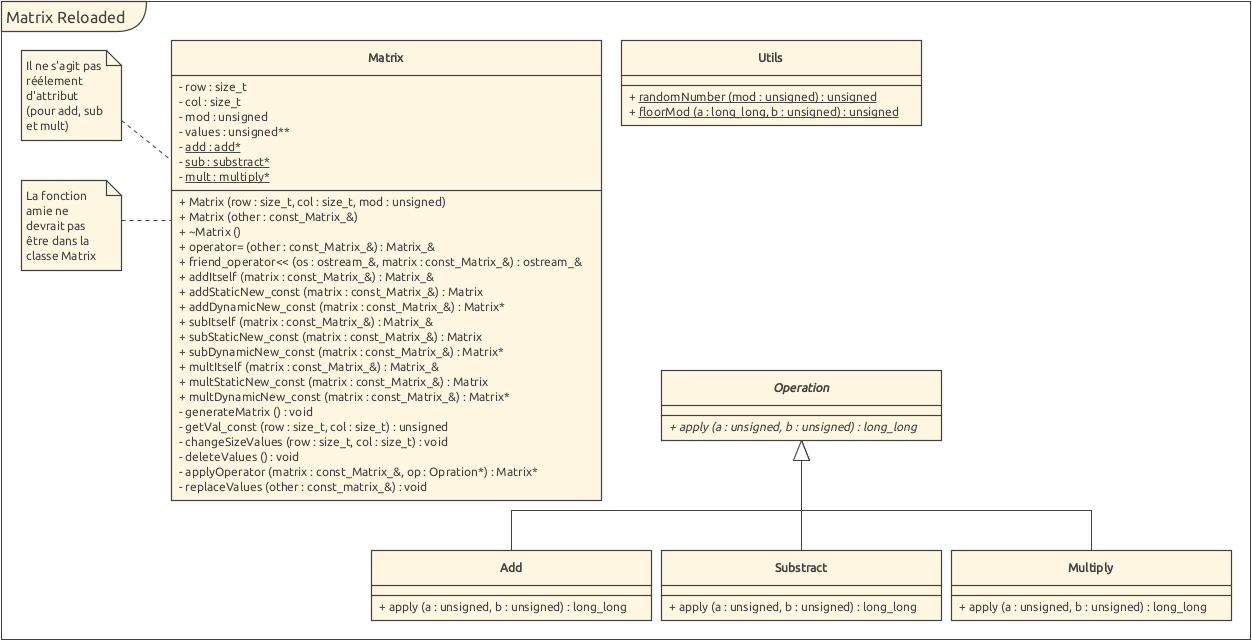 Matrix Reloaded
Il ne s'agit pas
réélement
d'attribut
(pour add, sub
et mult)
La fonction
amie ne
devrait pas
être dans la
classe Matrix
Matrix
- row : size_t
- col : size_t
- mod : unsigned
- values : unsigned**
- add : add*
- sub : substract*
- mult : multiply*
+ Matrix (row : size_t, col : size_t, mod : unsigned)
+ Matrix (other : const_Matrix_&)
+ ~Matrix ()
+ operator= (other : const_Matrix_&) : Matrix_&
+ friend_operator<< (os : ostream_&, matrix : const_Matrix_&) : ostream_&
+ addItself (matrix : const_Matrix_&) : Matrix_&
+ addStaticNew_const (matrix : const_Matrix_&) : Matrix
+ addDynamicNew_const (matrix : const_Matrix_&) : Matrix*
+ subItself (matrix : const_Matrix_&) : Matrix_&
+ subStaticNew_const (matrix : const_Matrix_&) : Matrix
+ subDynamicNew_const (matrix : const_Matrix_&) : Matrix*
+ multItself (matrix : const_Matrix_&) : Matrix_&
+ multStaticNew_const (matrix : const_Matrix_&) : Matrix
+ multDynamicNew_const (matrix : const_Matrix_&) : Matrix*
- generateMatrix () : void
- getVal_const (row : size_t, col : size_t) : unsigned
- changeSizeValues (row : size_t, col : size_t) : void
- deleteValues () : void
- applyOperator (matrix : const_Matrix_&, op : Opration*) : Matrix*
- replaceValues (other : const_matrix_&) : void
Utils
+ randomNumber (mod : unsigned) : unsigned
+ floorMod (a : long_long, b : unsigned) : unsigned
Operation
+ apply (a : unsigned, b : unsigned) : long_long
Add
+ apply (a : unsigned, b : unsigned) : long_long
Substract
+ apply (a : unsigned, b : unsigned) : long_long
Multiply
+ apply (a : unsigned, b : unsigned) : long_long